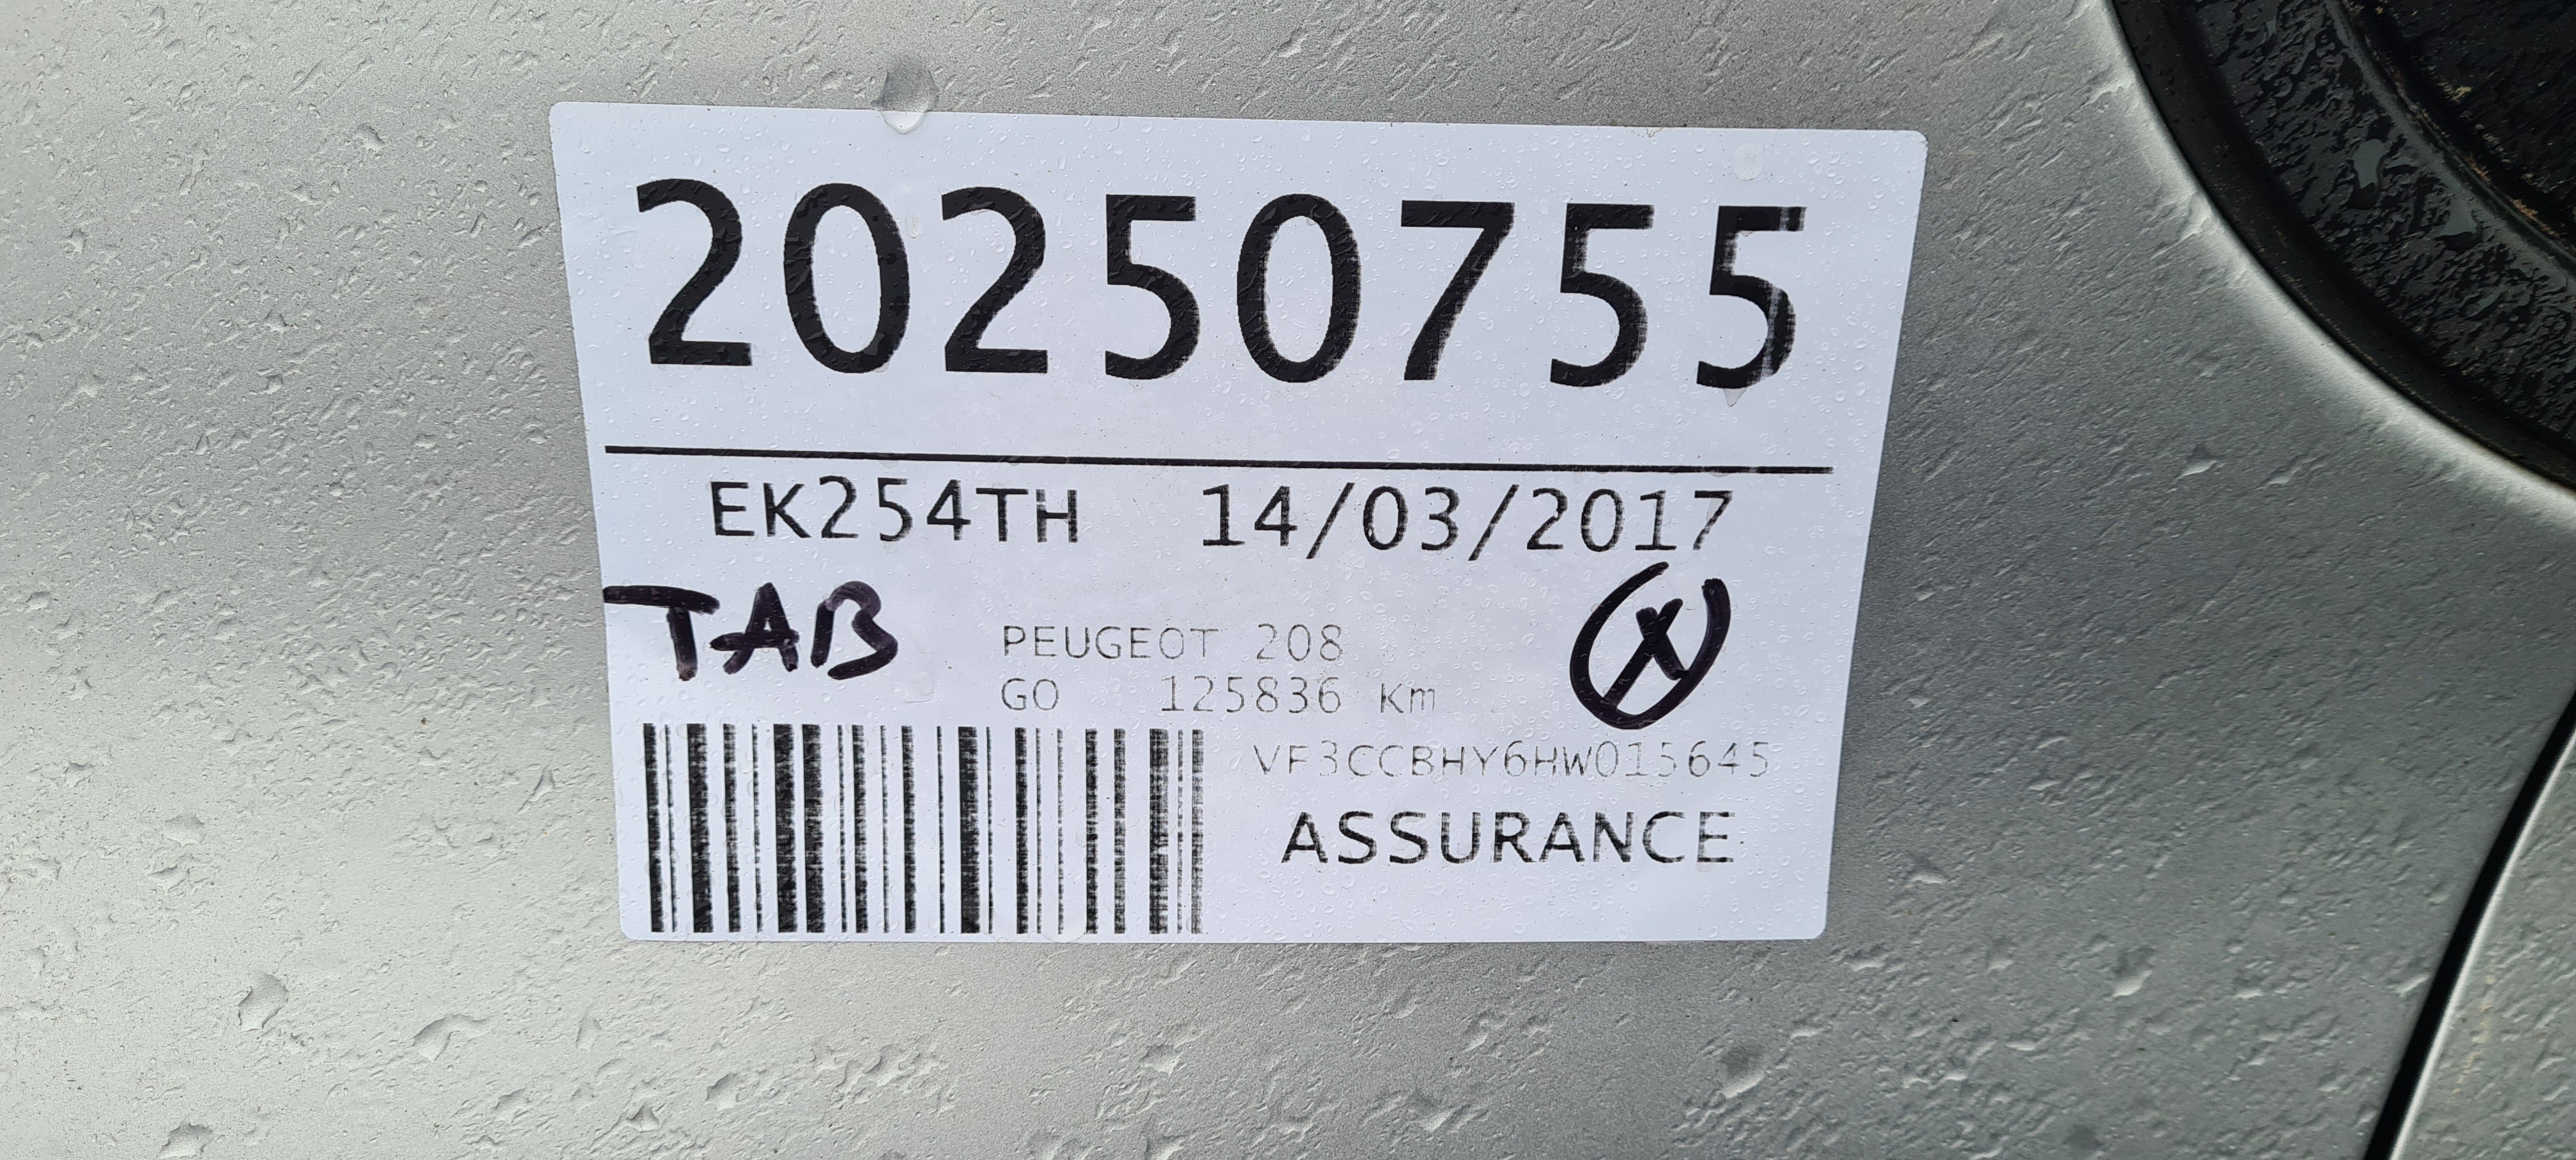 20250755
EK254TH 14/03/2017
TAB
PEUGEOT 208
X
GO 125836 Km
VF3CCBHY6HW015645
ASSURANCE